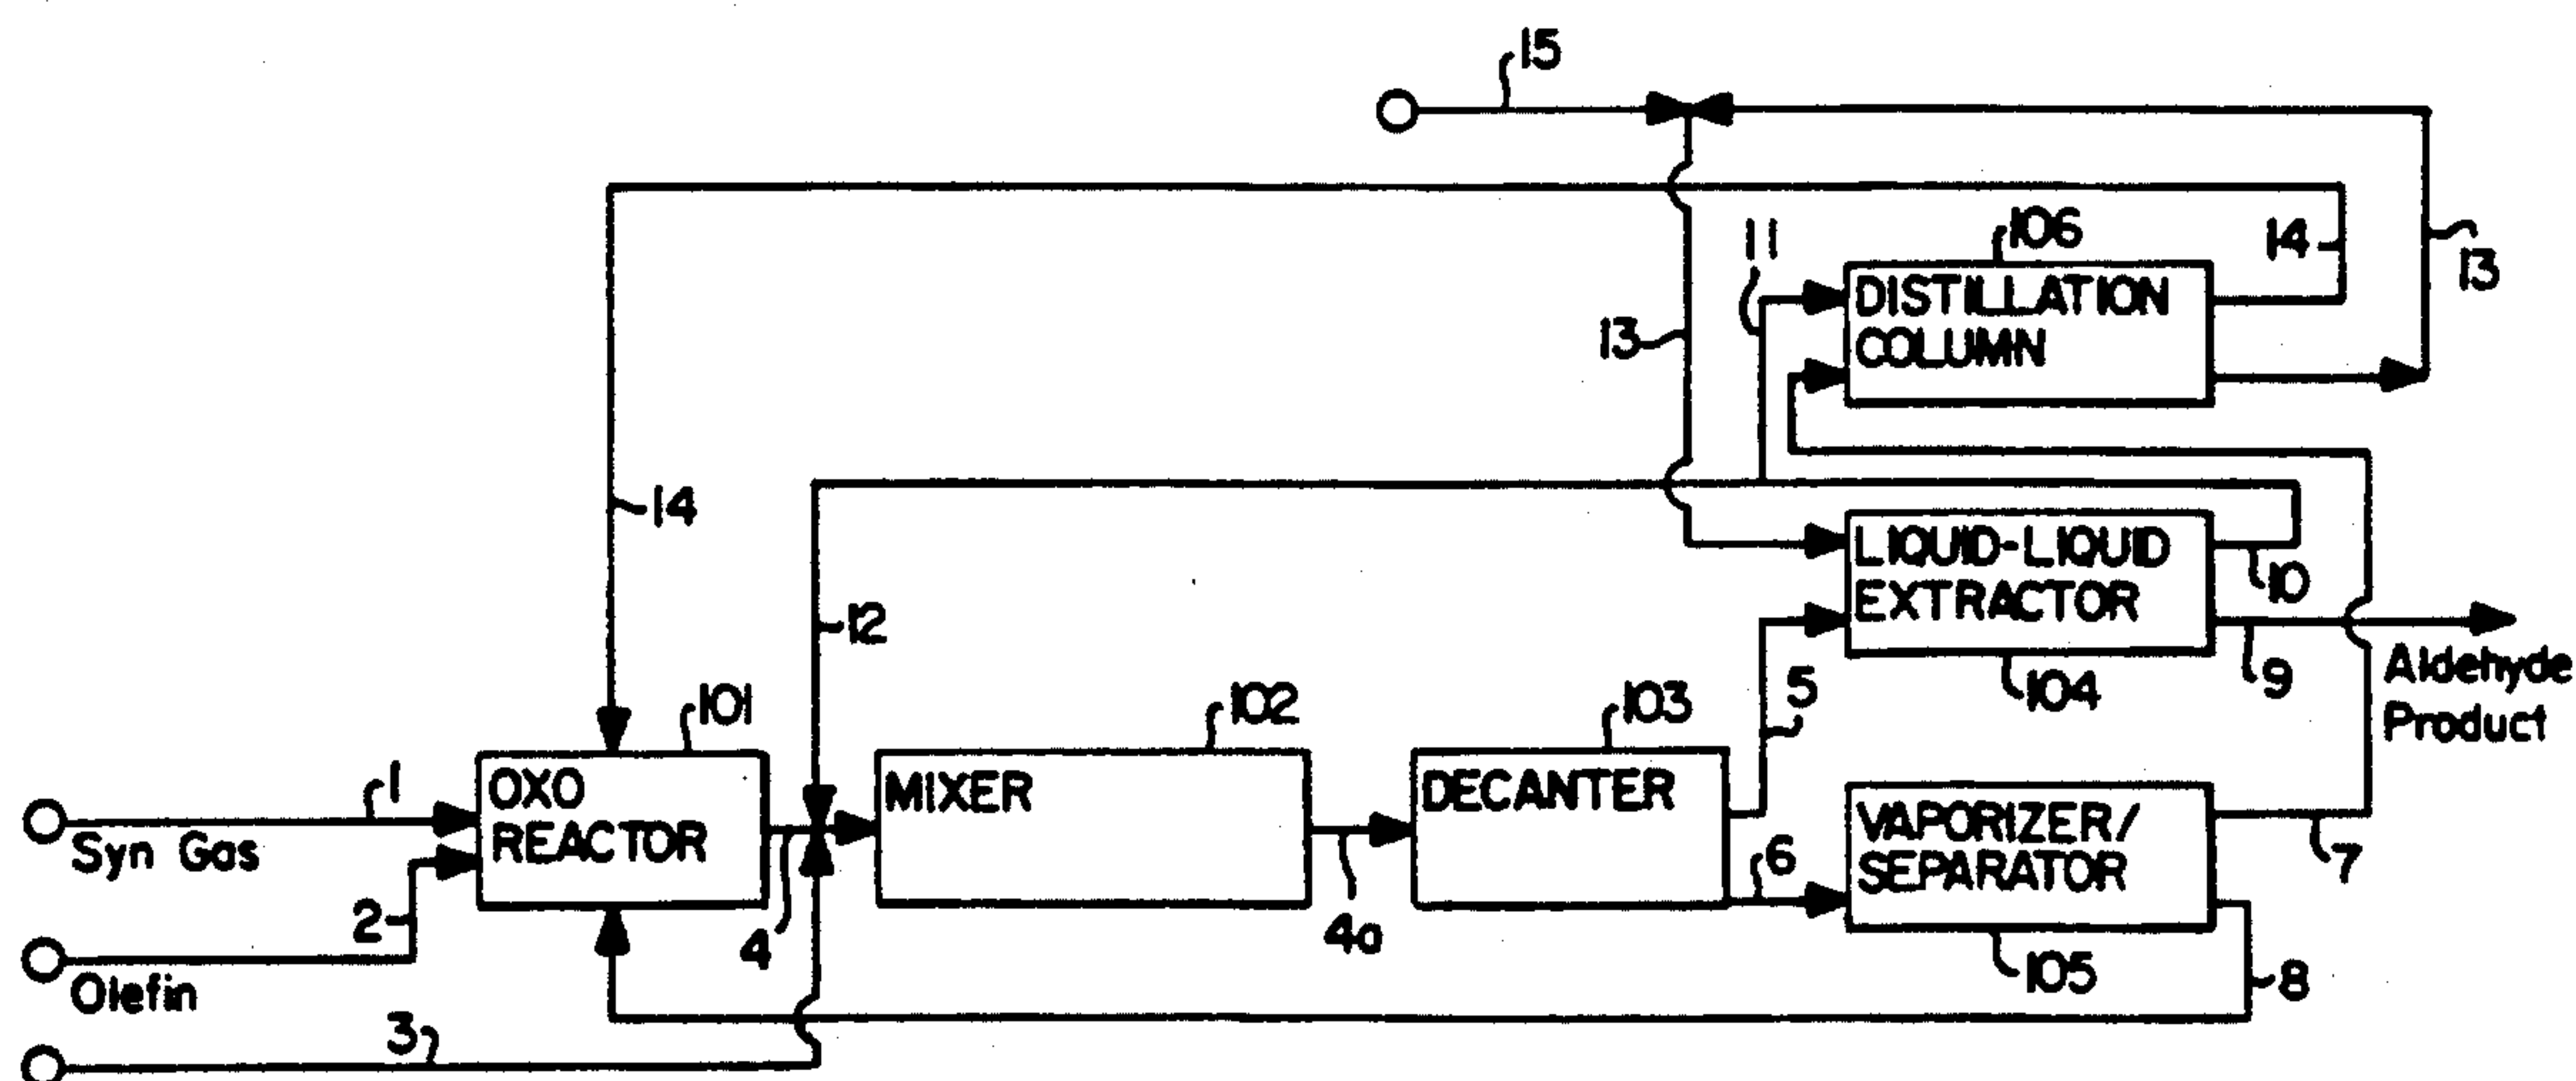 15
106
11
14
13
DISTILLATION
COLUMN
13
14
LIQUID-LIQUID
EXTRACTOR
10
12
104
9
Aldehyde
Product
5
101
102
103
1
OXO
REACTOR
MIXER
DECANTER
VAPORIZER/
SEPARATOR
Syn Gas
6
7
2
4
4a
105
8
Olefin
3